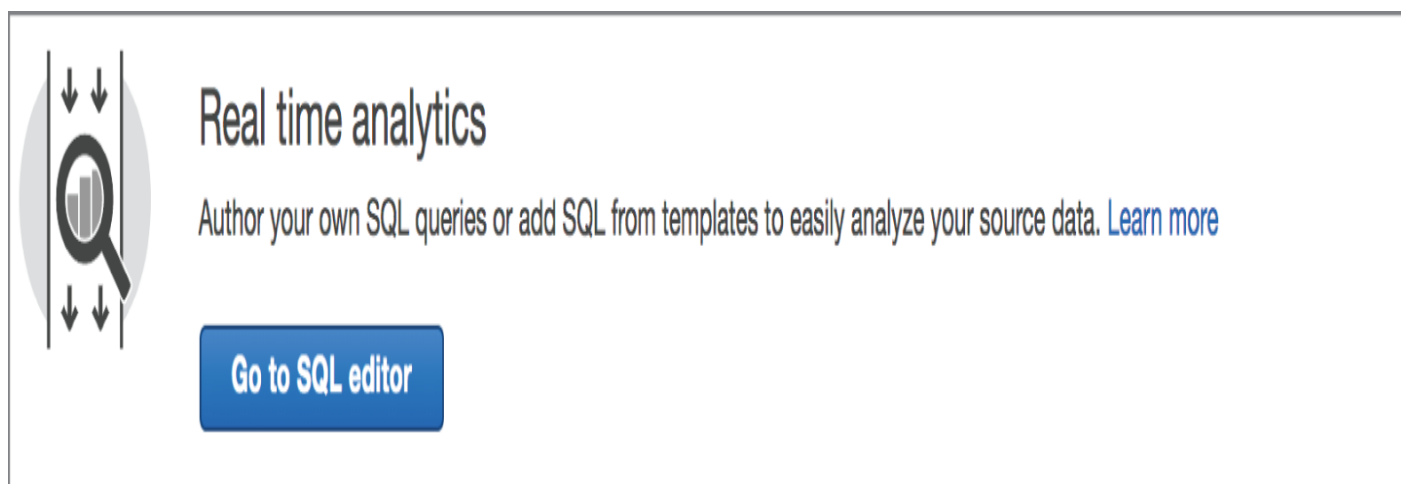 Real time analytics
Author your own SQL queries or add SQL from templates to easily analyze your source data. Learn more
Go to SQL editor